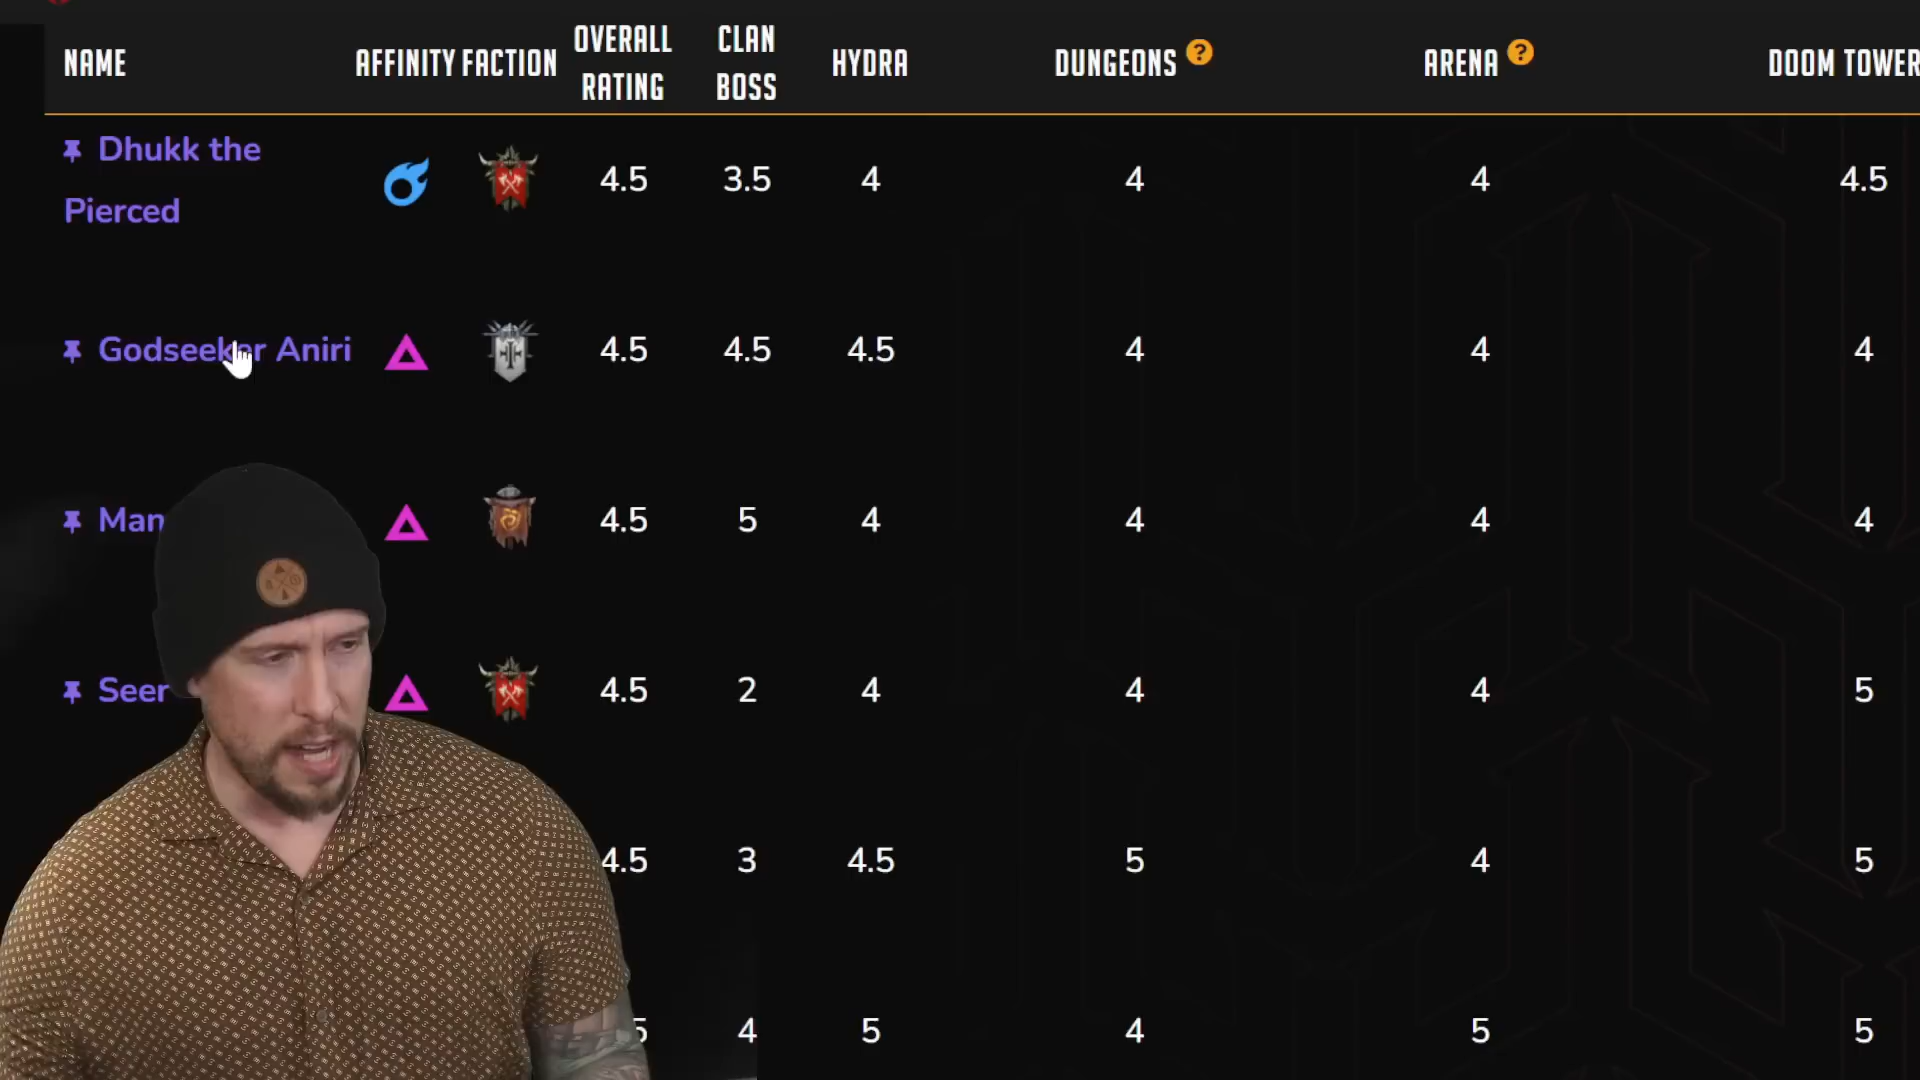 NAME AFFINITY FACTION OVERALL RATING CLAN BOSS HYDRA DUNGEONS ? ARENA ? DOOM TOWER
Dhukk the
Pierced 4.5 3.5 4 4 4 4.5
Godseeker Aniri 4.5 4.5 4.5 4 4 4
4.5 5 4 4 4 4
Seer 4.5 2 4 4 4 5
4.5 3 4.5 5 4 5
4 5 4 5 5